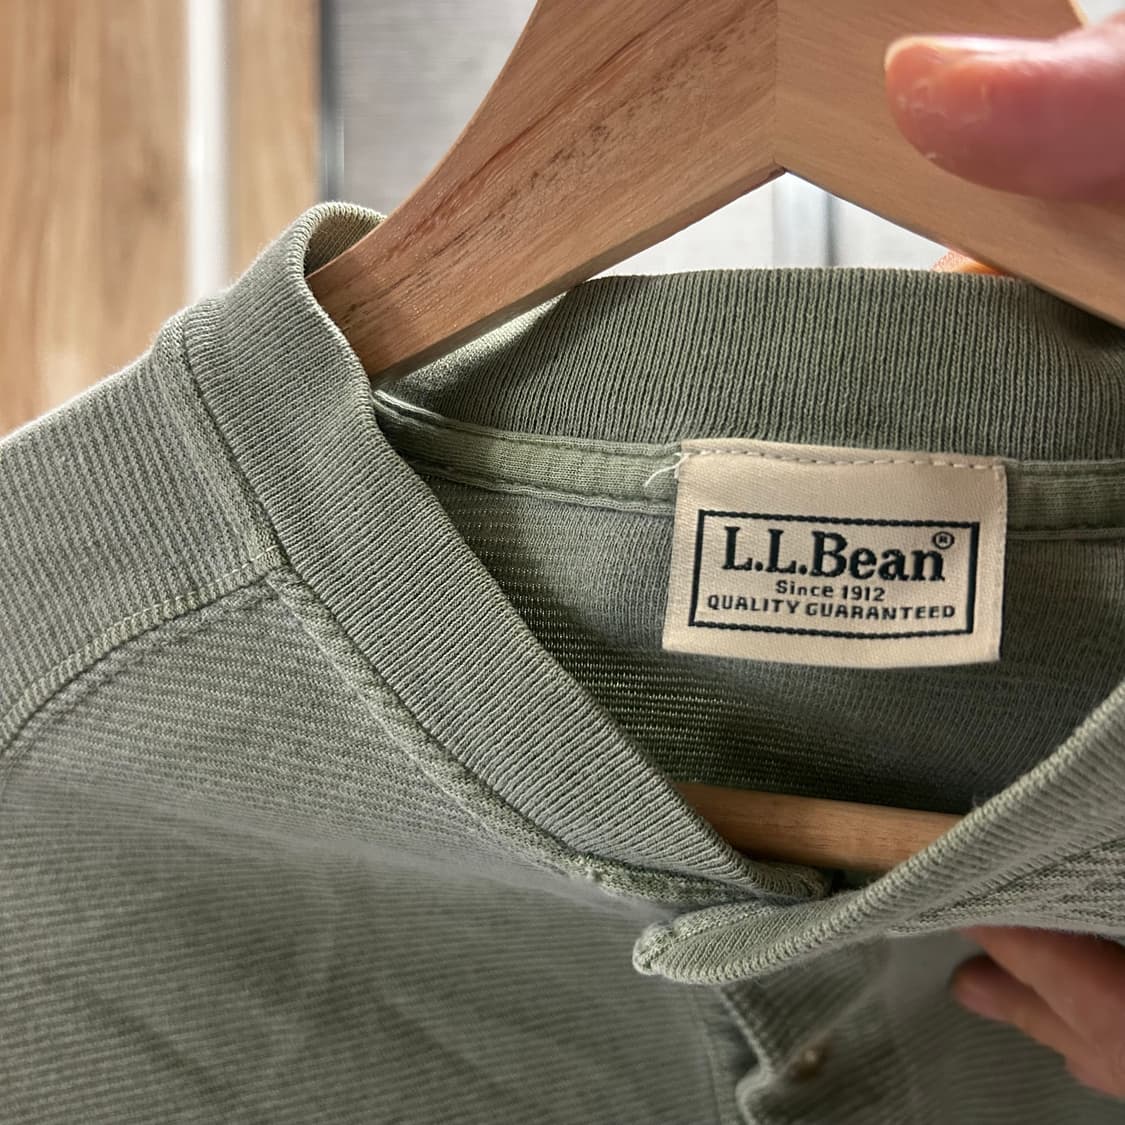 L.L.Bean®
Since 1912
QUALITY GUARANTEED